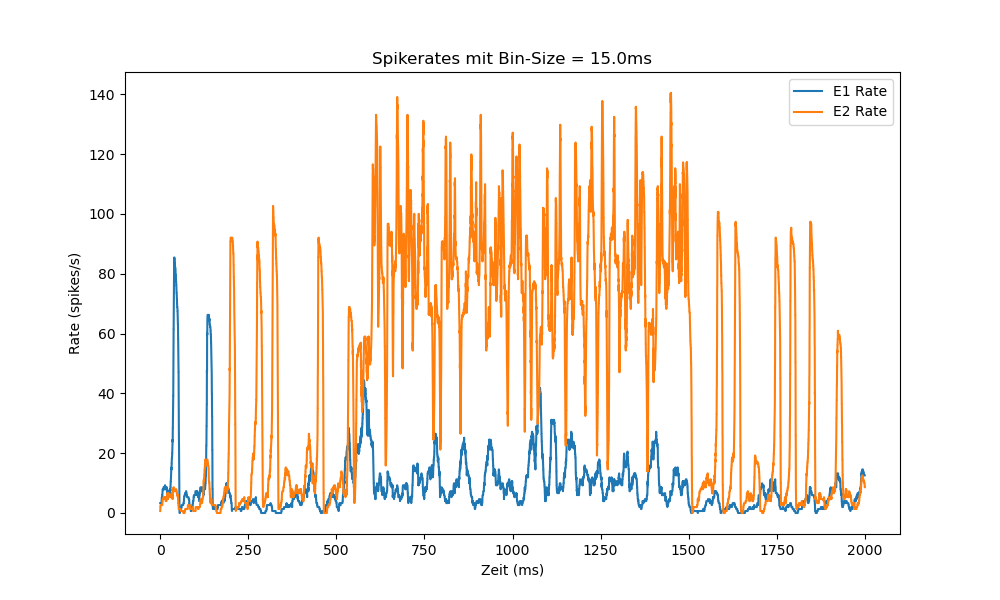 Spikerates mit Bin-Size = 15.0ms
E1 Rate
E2 Rate
Rate (spikes/s)
140
120
100
80
60
40
20
0
0 250 500 750 1000 1250 1500 1750 2000
Zeit (ms)